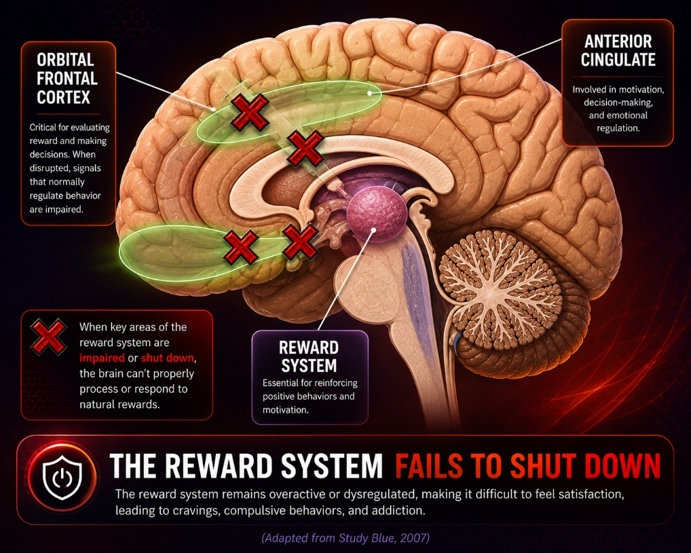 ORBITAL
FRONTAL
CORTEX
Critical for evaluating
reward and making
decisions. When
disrupted, signals
that normally
regulate behavior
are impaired.
ANTERIOR
CINGULATE
Involved in motivation,
decision-making,
and emotional
regulation.
When key areas of the
reward system are
impaired or shut down,
the brain can't properly
process or respond to
natural rewards.
REWARD
SYSTEM
Essential for reinforcing
positive behaviors and
motivation.
THE REWARD SYSTEM FAILS TO SHUT DOWN
The reward system remains overactive or dysregulated, making it difficult to feel satisfaction,
leading to cravings, compulsive behaviors, and addiction.
(Adapted from Study Blue, 2007)